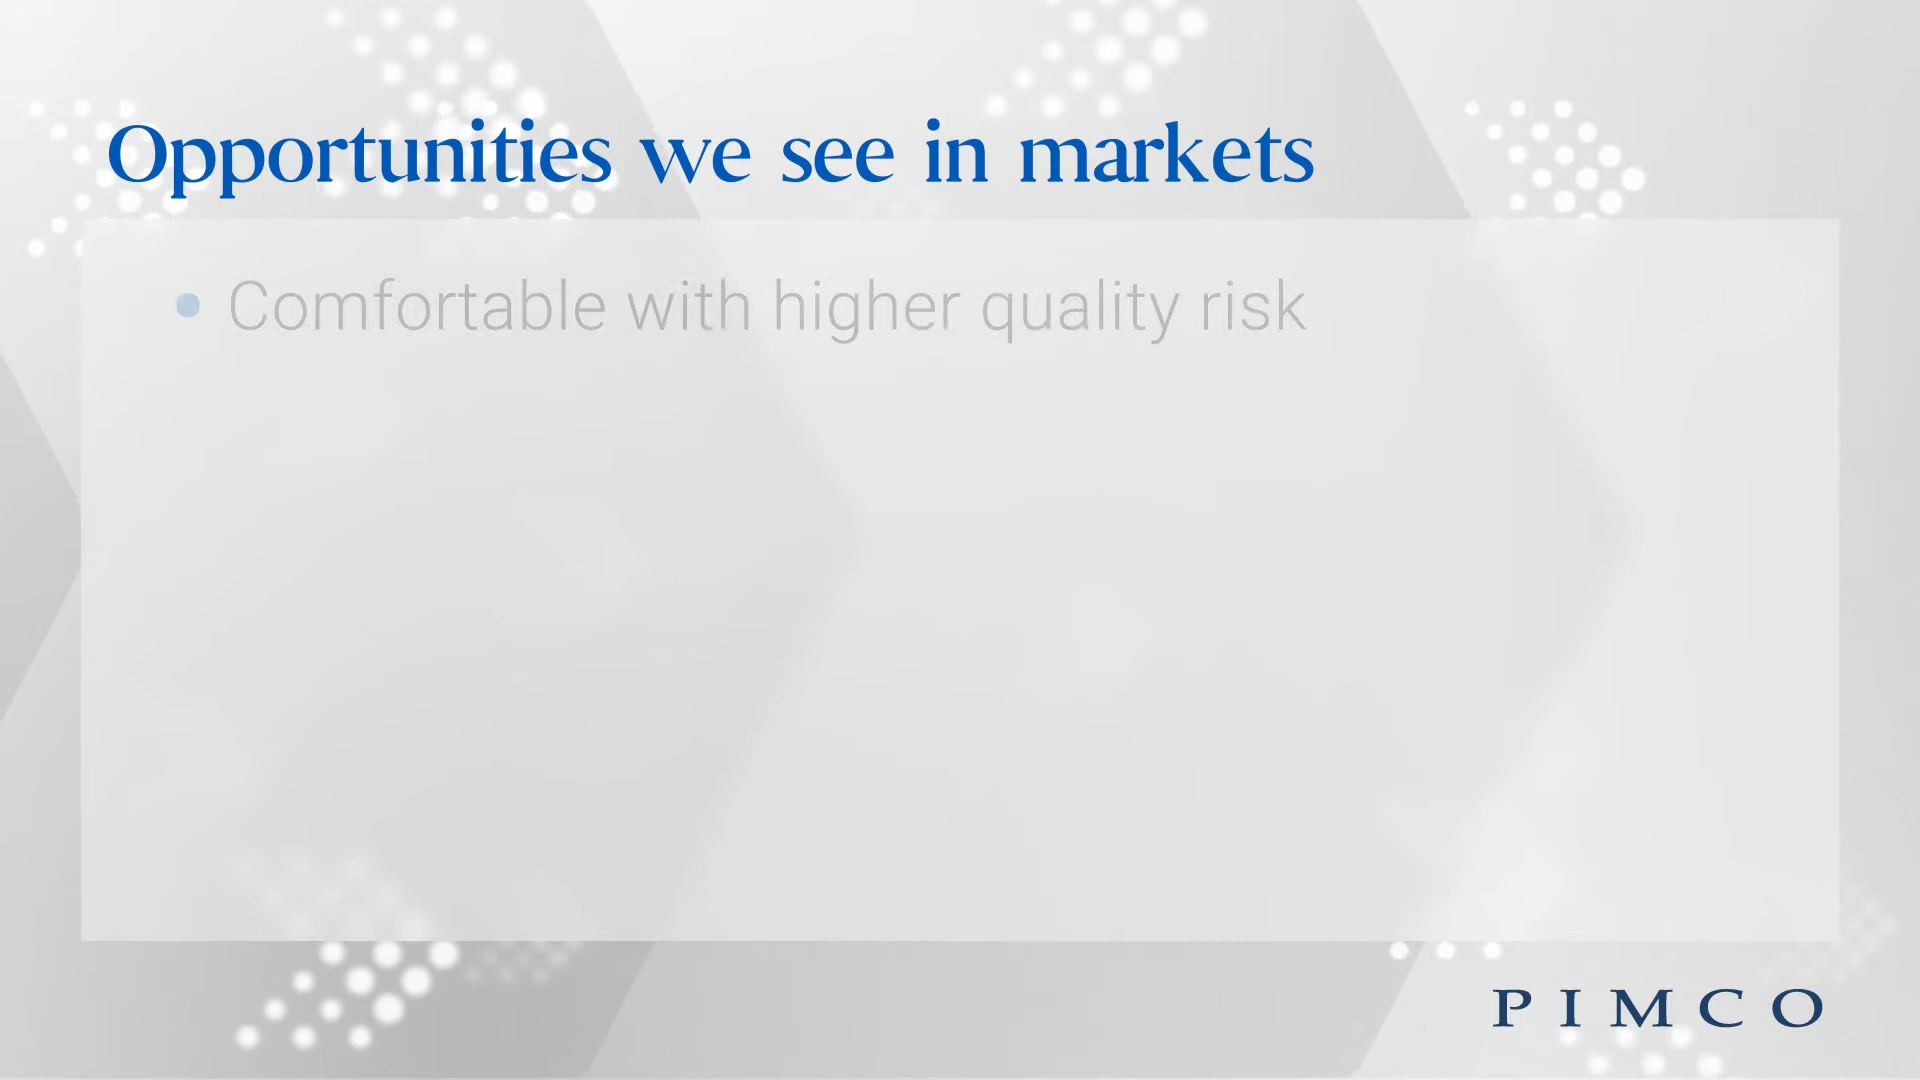 Opportunities we see in markets
• Comfortable with higher quality risk
PIMCO